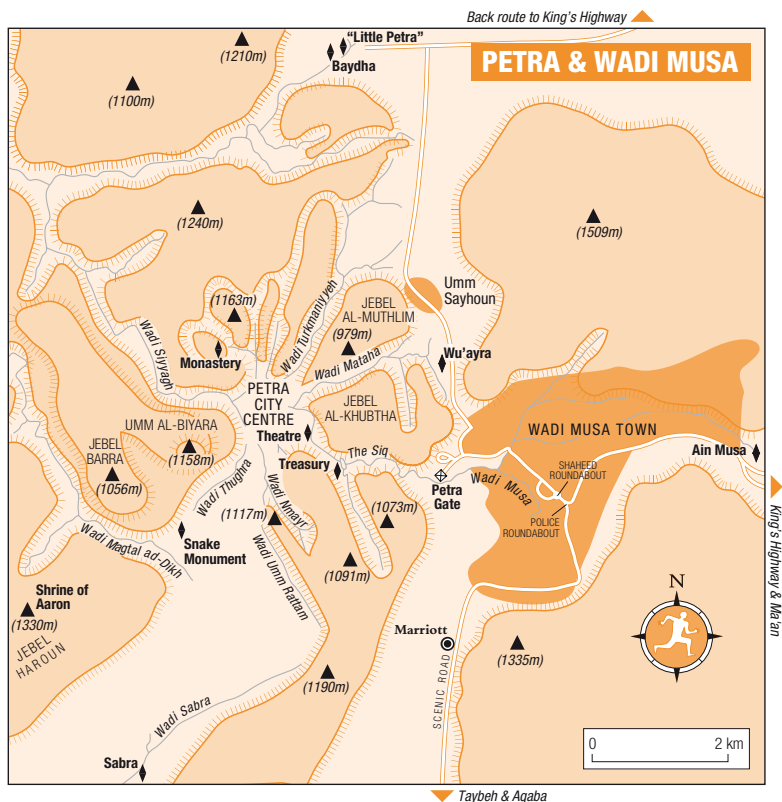 Back route to King's Highway
PETRA & WADI MUSA
(1210m)
"Little Petra"
Baydha
(1100m)
(1240m)
(1509m)
(1163m)
Wadi Turkmaniyyeh
JEBEL
AL-MUTHLIM
(979m)
Umm
Sayhoun
Wadi Siyyagh
Monastery
Wadi Mataha
Wu'ayra
PETRA
CITY
CENTRE
JEBEL
AL-KHUBTHA
UMM AL-BIYARA
(1158m)
Theatre
WADI MUSA TOWN
JEBEL
BARRA
(1056m)
Treasury
The Siq
Ain Musa
SHAHEED
ROUNDABOUT
Petra
Gate
Wadi Musa
POLICE
ROUNDABOUT
Wadi Thughra
Wadi Nmayr
(1117m)
(1073m)
King's Highway & Ma'an
Wadi Magtal ad-Dikh
Snake
Monument
Wadi Umm Rattam
(1091m)
Shrine of
Aaron
(1330m)
JEBEL
HAROUN
N
Marriott
(1335m)
(1190m)
SCENIC ROAD
Wadi Sabra
Sabra
0 2 km
Taybeh & Aqaba